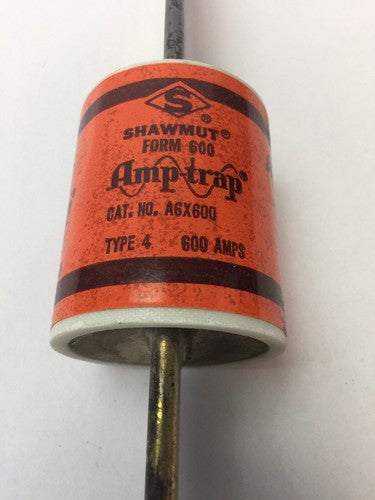 S®
SHAWMUT®
FORM 600
Amp-trap®
CAT. NO. A6X600
TYPE 4 600 AMPS